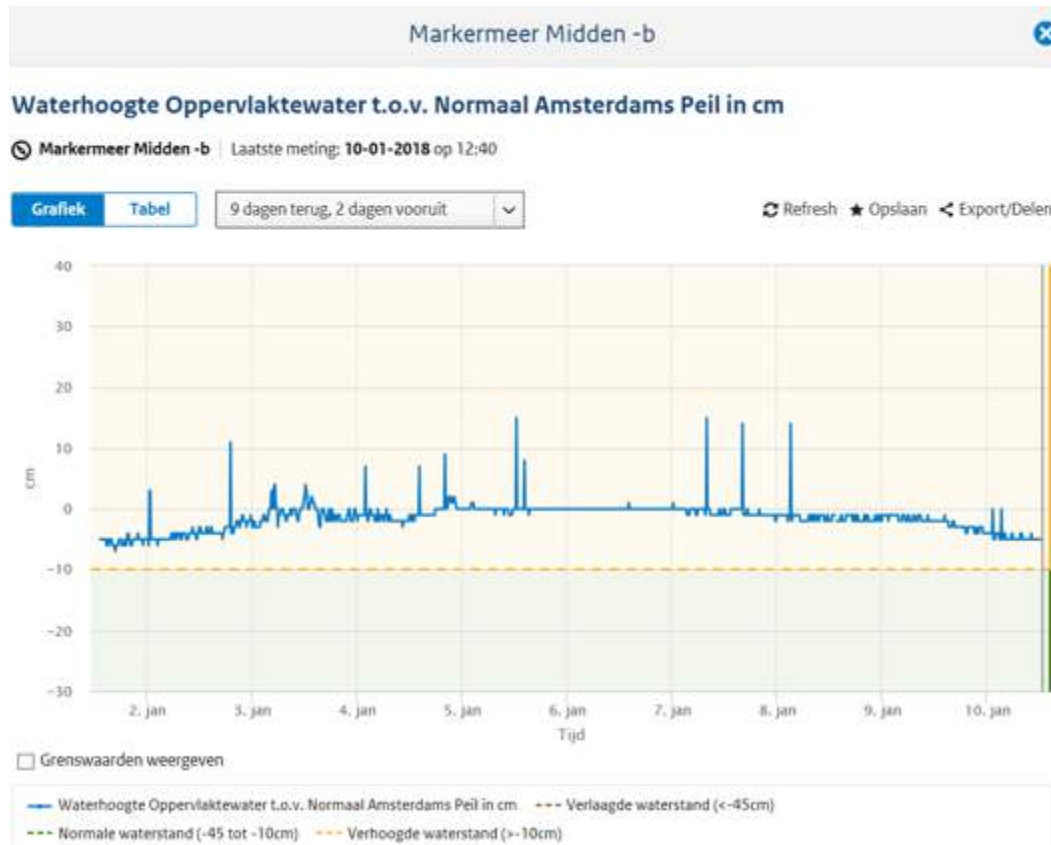 Markermeer Midden -b
Waterhoogte Oppervlaktewater t.o.v. Normaal Amsterdams Peil in cm
Markermeer Midden -b | Laatste meting: 10-01-2018 op 12:40
Grafiek Tabel 9 dagen terug, 2 dagen vooruit Refresh Opslaan Export/Delen
40
30
20
10
0
-10
-20
-30
cm
2. jan 3. jan 4. jan 5. jan 6. jan 7. jan 8. jan 9. jan 10. jan
Tijd
Grenswaarden weergeven
Waterhoogte Oppervlaktewater t.o.v. Normaal Amsterdams Peil in cm --- Verlaagde waterstand (<-45cm)
--- Normale waterstand (-45 tot -10cm) --- Verhoogde waterstand (>-10cm)